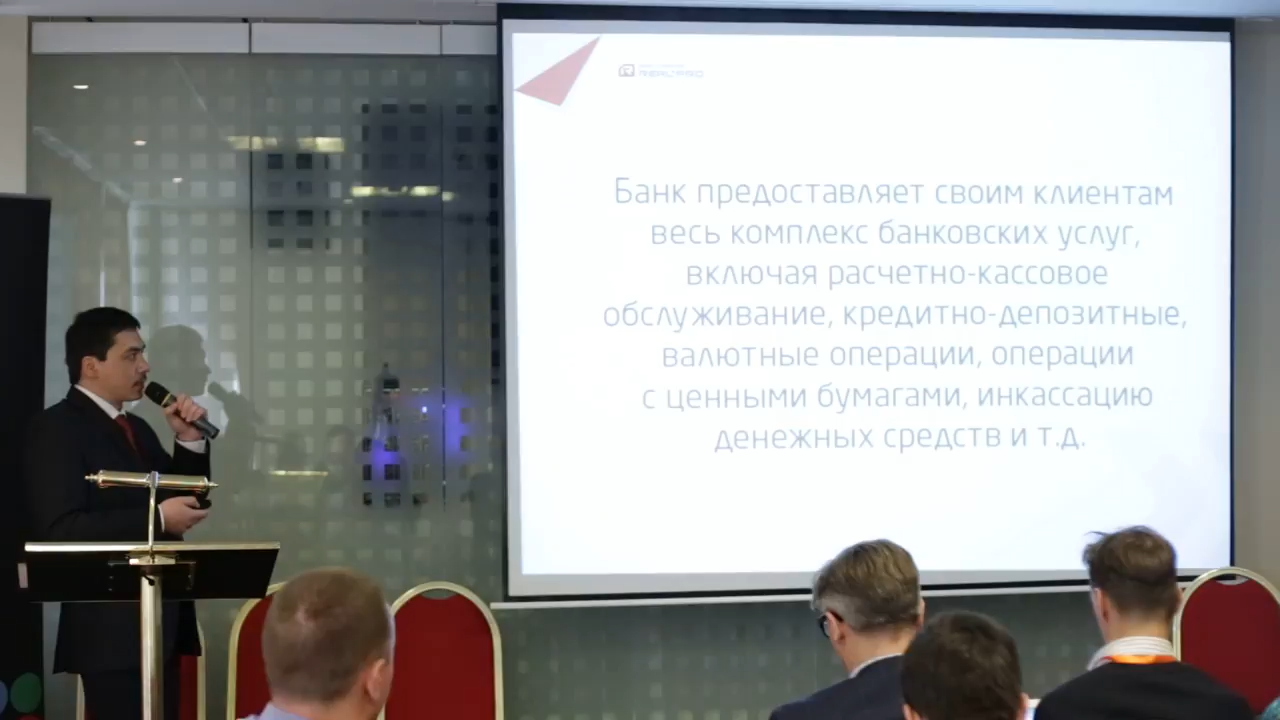 REALPRO
Банк предоставляет своим клиентам
весь комплекс банковских услуг,
включая расчетно-кассовое
обслуживание, кредитно-депозитные,
валютные операции, операции
с ценными бумагами, инкассацию
денежных средств и т.д.